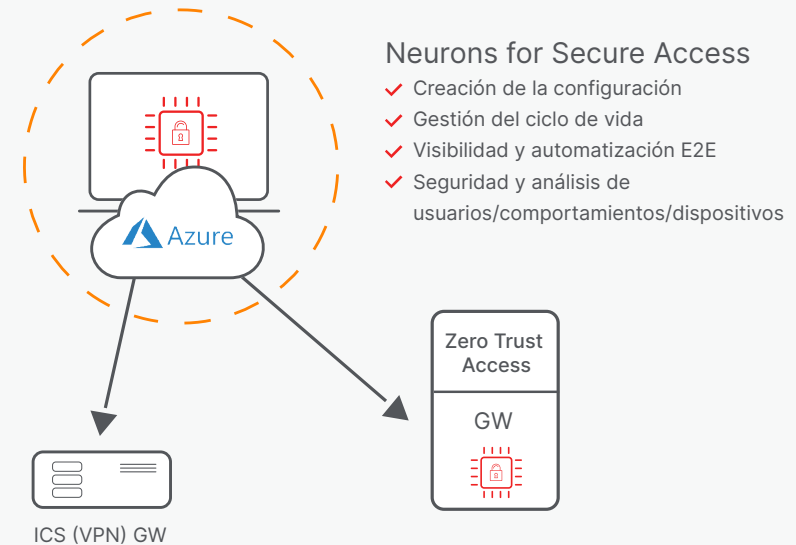 Neurons for Secure Access
Creación de la configuración
Gestión del ciclo de vida
Visibilidad y automatización E2E
Seguridad y análisis de
usuarios/comportamientos/dispositivos
Azure
Zero Trust
Access
GW
ICS (VPN) GW